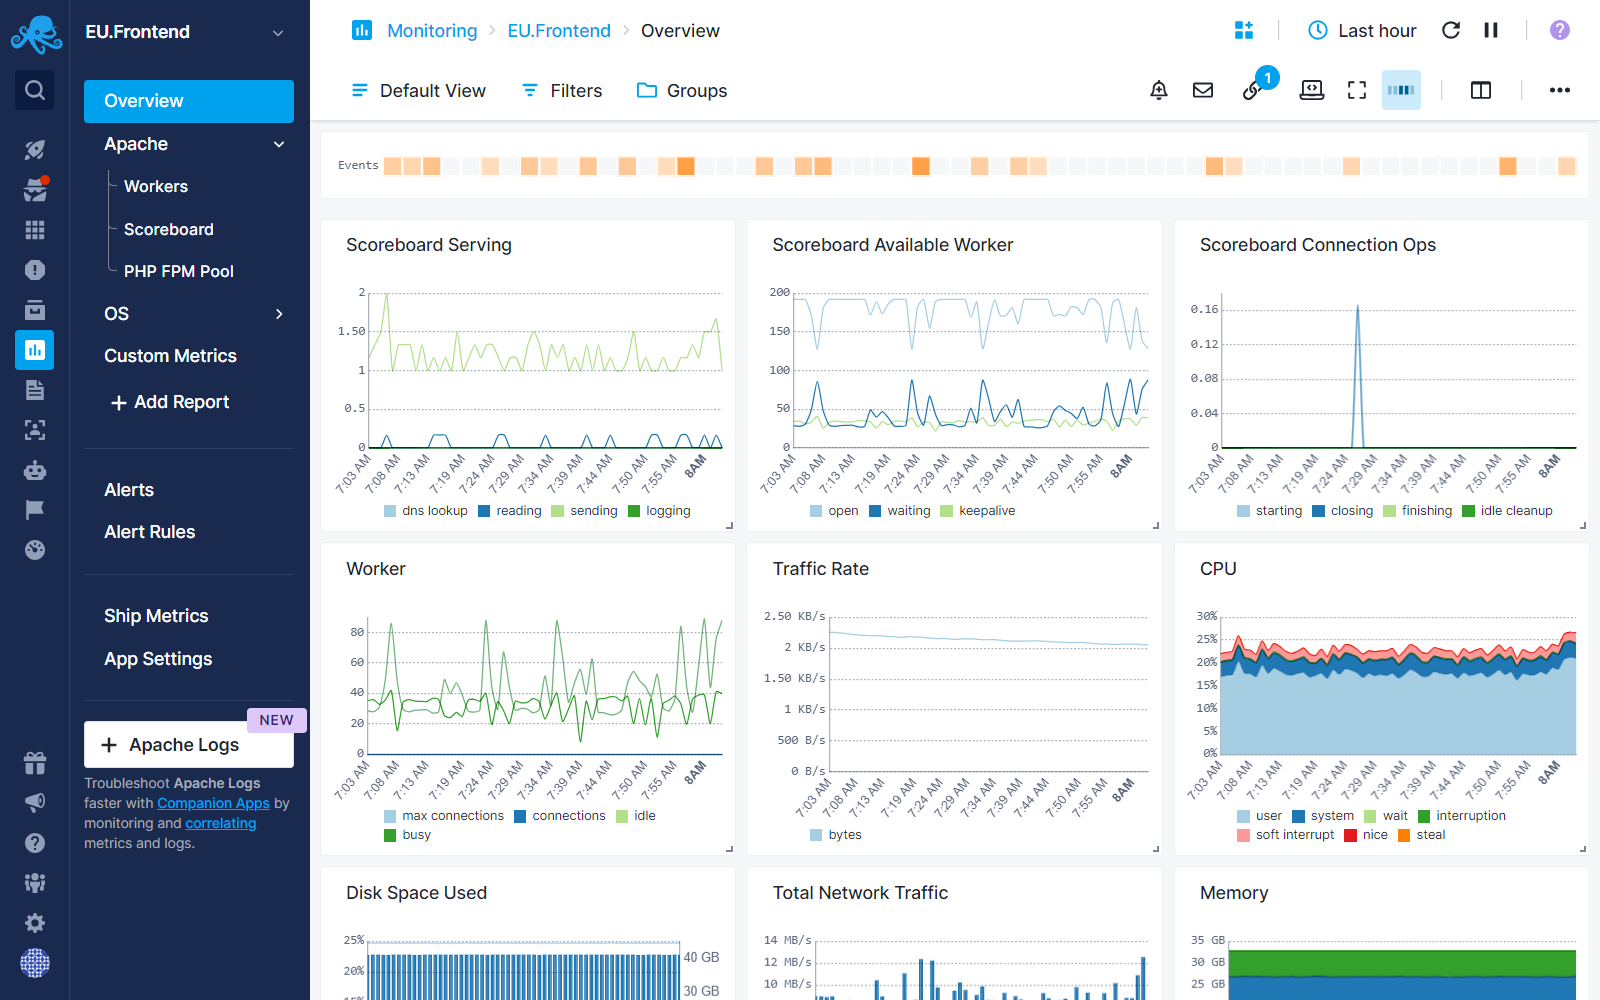 EU.Frontend
Overview
Apache
Workers
Scoreboard
PHP FPM Pool
OS
Custom Metrics
Add Report
Alerts
Alert Rules
Ship Metrics
App Settings
NEW
Apache Logs
Troubleshoot Apache Logs
faster with Companion Apps by
monitoring and correlating
metrics and logs.
Monitoring EU.Frontend Overview
Last hour
Default View Filters Groups
1
Events
Scoreboard Serving
2
1.50
1
0.5
0
7:03 AM 7:08 AM 7:13 AM 7:19 AM 7:24 AM 7:29 AM 7:34 AM 7:39 AM 7:44 AM 7:50 AM 7:55 AM 8AM
dns lookup reading sending logging
Scoreboard Available Worker
200
150
100
50
0
7:03 AM 7:08 AM 7:13 AM 7:19 AM 7:24 AM 7:29 AM 7:34 AM 7:39 AM 7:44 AM 7:50 AM 7:55 AM 8AM
open waiting keepalive
Scoreboard Connection Ops
0.16
0.12
0.08
0.04
0
7:03 AM 7:08 AM 7:13 AM 7:19 AM 7:24 AM 7:29 AM 7:34 AM 7:39 AM 7:44 AM 7:50 AM 7:55 AM 8AM
starting closing finishing idle cleanup
Worker
80
60
40
20
0
7:03 AM 7:08 AM 7:13 AM 7:19 AM 7:24 AM 7:29 AM 7:34 AM 7:39 AM 7:44 AM 7:50 AM 7:55 AM 8AM
max connections connections idle
busy
Traffic Rate
2.50 KB/s
2 KB/s
1.50 KB/s
1 KB/s
500 B/s
0 B/s
7:03 AM 7:08 AM 7:13 AM 7:19 AM 7:24 AM 7:29 AM 7:34 AM 7:39 AM 7:44 AM 7:50 AM 7:55 AM 8AM
bytes
CPU
30%
25%
20%
15%
10%
5%
0%
7:03 AM 7:08 AM 7:13 AM 7:19 AM 7:24 AM 7:29 AM 7:34 AM 7:39 AM 7:44 AM 7:50 AM 7:55 AM 8AM
user system wait interruption
soft interrupt nice steal
Disk Space Used
25%
20%
15%
40 GB
30 GB
Total Network Traffic
14 MB/s
12 MB/s
10 MB/s
Memory
35 GB
30 GB
25 GB